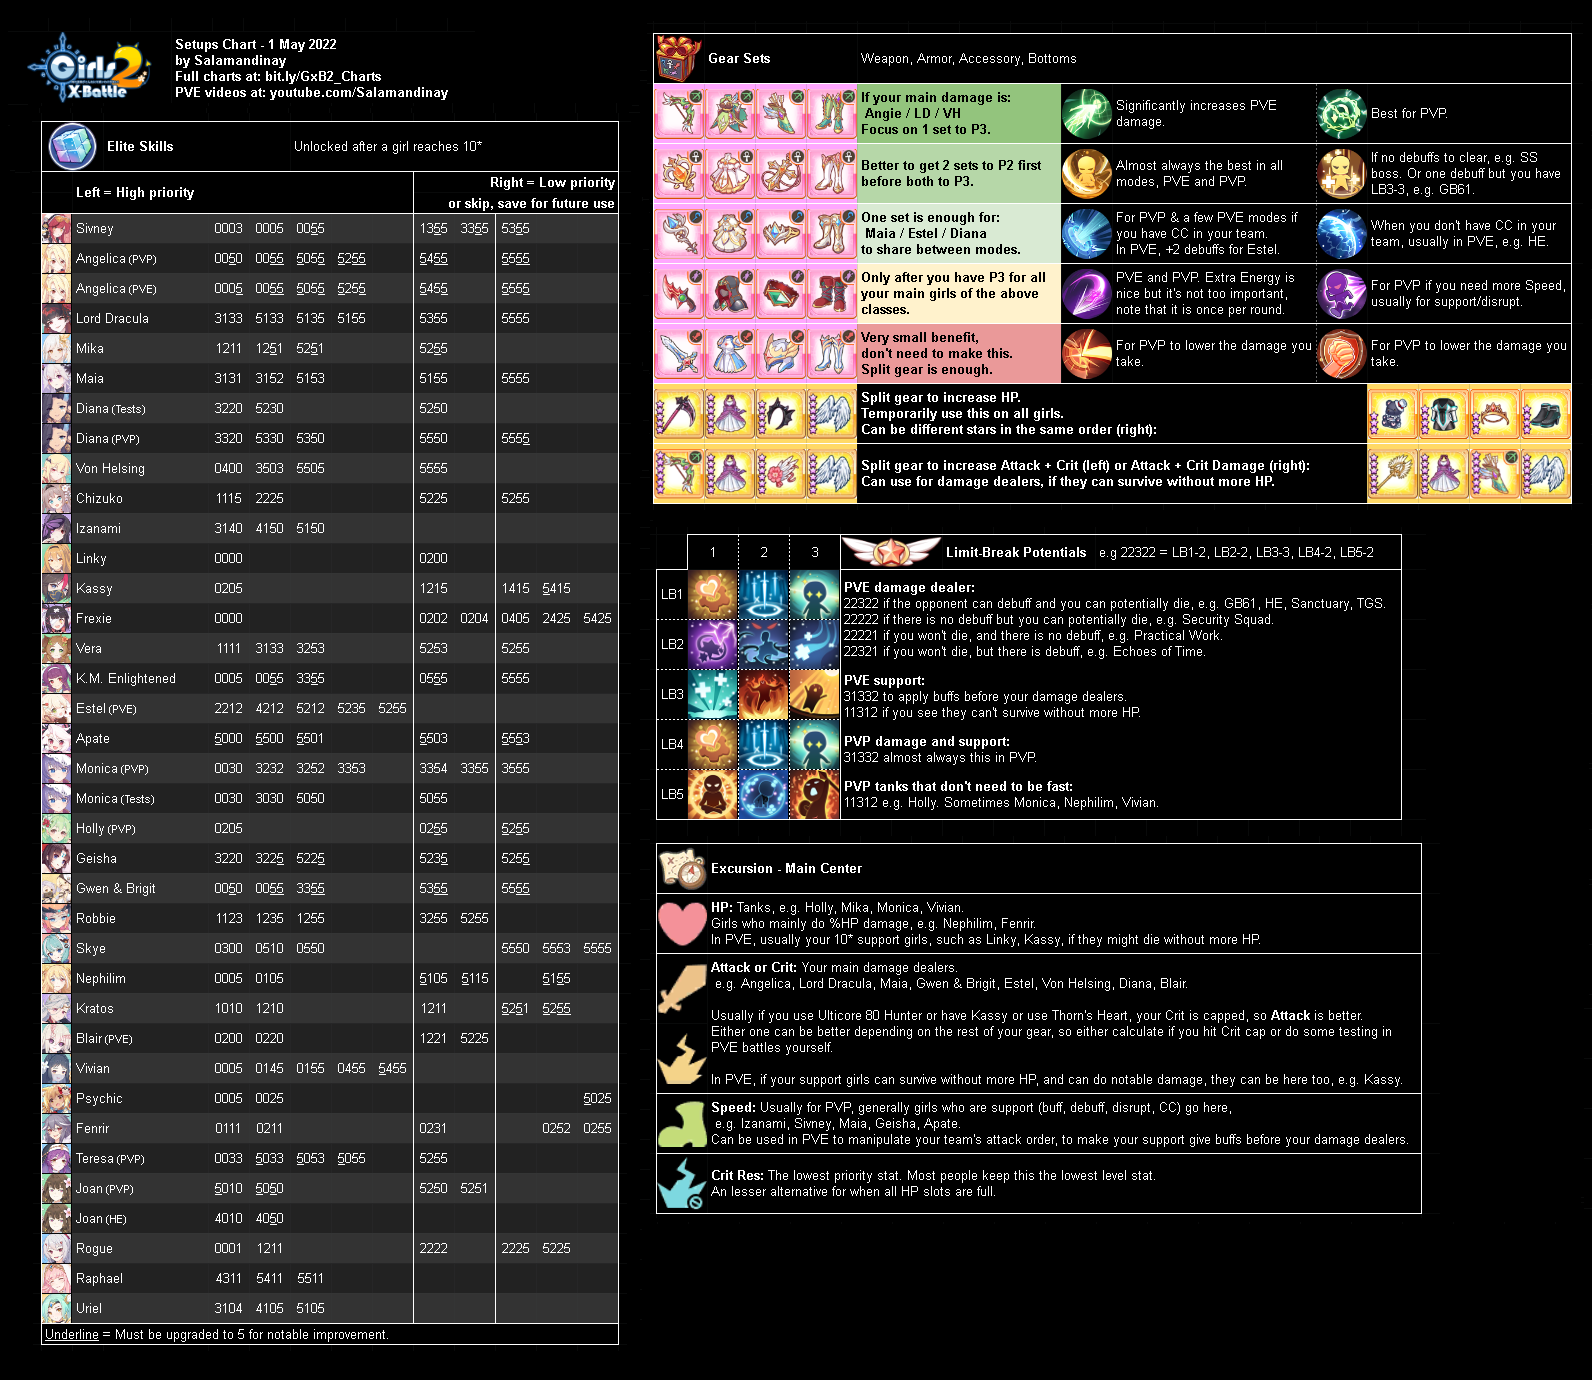 Girls 2
X-Battle
Setups Chart - 1 May 2022
by Salamandinay
Full charts at: bit.ly/GxB2_Charts
PVE videos at: youtube.com/Salamandinay
Elite Skills Unlocked after a girl reaches 10*
Left = High priority
Right = Low priority
or skip, save for future use
Sivney 0003 0005 0055 1355 3355 5355
Angelica (PVP) 0050 0055 5055 5255 5455 5555
Angelica (PVE) 0005 0055 5055 5255 5455 5555
Lord Dracula 3133 5133 5135 5155 5355 5555
Mika 1211 1251 5251 5255
Maia 3131 3152 5153 5155 5555
Diana (Tests) 3220 5230 5250
Diana (PVP) 3320 5330 5350 5550 5555
Von Helsing 0400 3503 5505 5555
Chizuko 1115 2225 5225 5255
Izanami 3140 4150 5150
Linky 0000 0200
Kassy 0205 1215 1415 5415
Frexie 0000 0202 0204 0405 2425 5425
Vera 1111 3133 3253 5253 5255
K.M. Enlightened 0005 0055 3355 0555 5555
Estel (PVE) 2212 4212 5212 5235 5255
Apate 5000 5500 5501 5503 5553
Monica (PVP) 0030 3232 3252 3353 3354 3355 3555
Monica (Tests) 0030 3030 5050 5055
Holly (PVP) 0205 0255 5255
Geisha 3220 3225 5225 5235 5255
Gwen & Brigit 0050 0055 3355 5355 5555
Robbie 1123 1235 1255 3255 5255
Skye 0300 0510 0550 5550 5553 5555
Nephilim 0005 0105 5105 5115 5155
Kratos 1010 1210 1211 5251 5255
Blair (PVE) 0200 0220 1221 5225
Vivian 0005 0145 0155 0455 5455
Psychic 0005 0025 5025
Fenrir 0111 0211 0231 0252 0255
Teresa (PVP) 0033 5033 5053 5055 5255
Joan (PVP) 5010 5050 5250 5251
Joan (HE) 4010 4050
Rogue 0001 1211 2222 2225 5225
Raphael 4311 5411 5511
Uriel 3104 4105 5105
Underline = Must be upgraded to 5 for notable improvement.
Gear Sets Weapon, Armor, Accessory, Bottoms
If your main damage is:
Angie / LD / VH
Focus on 1 set to P3.
Significantly increases PVE
damage.
Best for PVP.
Better to get 2 sets to P2 first
before both to P3.
Almost always the best in all
modes, PVE and PVP.
If no debuffs to clear, e.g. SS
boss. Or one debuff but you have
LB3-3, e.g. GB61.
One set is enough for:
Maia / Estel / Diana
to share between modes.
For PVP & a few PVE modes if
you have CC in your team.
In PVE, +2 debuffs for Estel.
When you don't have CC in your
team, usually in PVE, e.g. HE.
Only after you have P3 for all
your main girls of the above
classes.
PVE and PVP. Extra Energy is
nice but it's not too important,
note that it is once per round.
For PVP if you need more Speed,
usually for support/disrupt.
Very small benefit,
don't need to make this.
Split gear is enough.
For PVP to lower the damage you
take.
For PVP to lower the damage you
take.
Split gear to increase HP.
Temporarily use this on all girls.
Can be different stars in the same order (right):
Split gear to increase Attack + Crit (left) or Attack + Crit Damage (right):
Can use for damage dealers, if they can survive without more HP.
1 2 3 Limit-Break Potentials e.g 22322 = LB1-2, LB2-2, LB3-3, LB4-2, LB5-2
LB1
LB2
LB3
LB4
LB5
PVE damage dealer:
22322 if the opponent can debuff and you can potentially die, e.g. GB61, HE, Sanctuary, TGS.
22222 if there is no debuff but you can potentially die, e.g. Security Squad.
22221 if you won't die, and there is no debuff, e.g. Practical Work.
22321 if you won't die, but there is debuff, e.g. Echoes of Time.
PVE support:
31332 to apply buffs before your damage dealers.
11312 if you see they can't survive without more HP.
PVP damage and support:
31332 almost always this in PVP.
PVP tanks that don't need to be fast:
11312 e.g. Holly. Sometimes Monica, Nephilim, Vivian.
Excursion - Main Center
HP: Tanks, e.g. Holly, Mika, Monica, Vivian.
Girls who mainly do %HP damage, e.g. Nephilim, Fenrir.
In PVE, usually your 10* support girls, such as Linky, Kassy, if they might die without more HP.
Attack or Crit: Your main damage dealers.
e.g. Angelica, Lord Dracula, Maia, Gwen & Brigit, Estel, Von Helsing, Diana, Blair.
Usually if you use Ulticore 80 Hunter or have Kassy or use Thorn's Heart, your Crit is capped, so Attack is better.
Either one can be better depending on the rest of your gear, so either calculate if you hit Crit cap or do some testing in
PVE battles yourself.
In PVE, if your support girls can survive without more HP, and can do notable damage, they can be here too, e.g. Kassy.
Speed: Usually for PVP, generally girls who are support (buff, debuff, disrupt, CC) go here,
e.g. Izanami, Sivney, Maia, Geisha, Apate.
Can be used in PVE to manipulate your team's attack order, to make your support give buffs before your damage dealers.
Crit Res: The lowest priority stat. Most people keep this the lowest level stat.
An lesser alternative for when all HP slots are full.